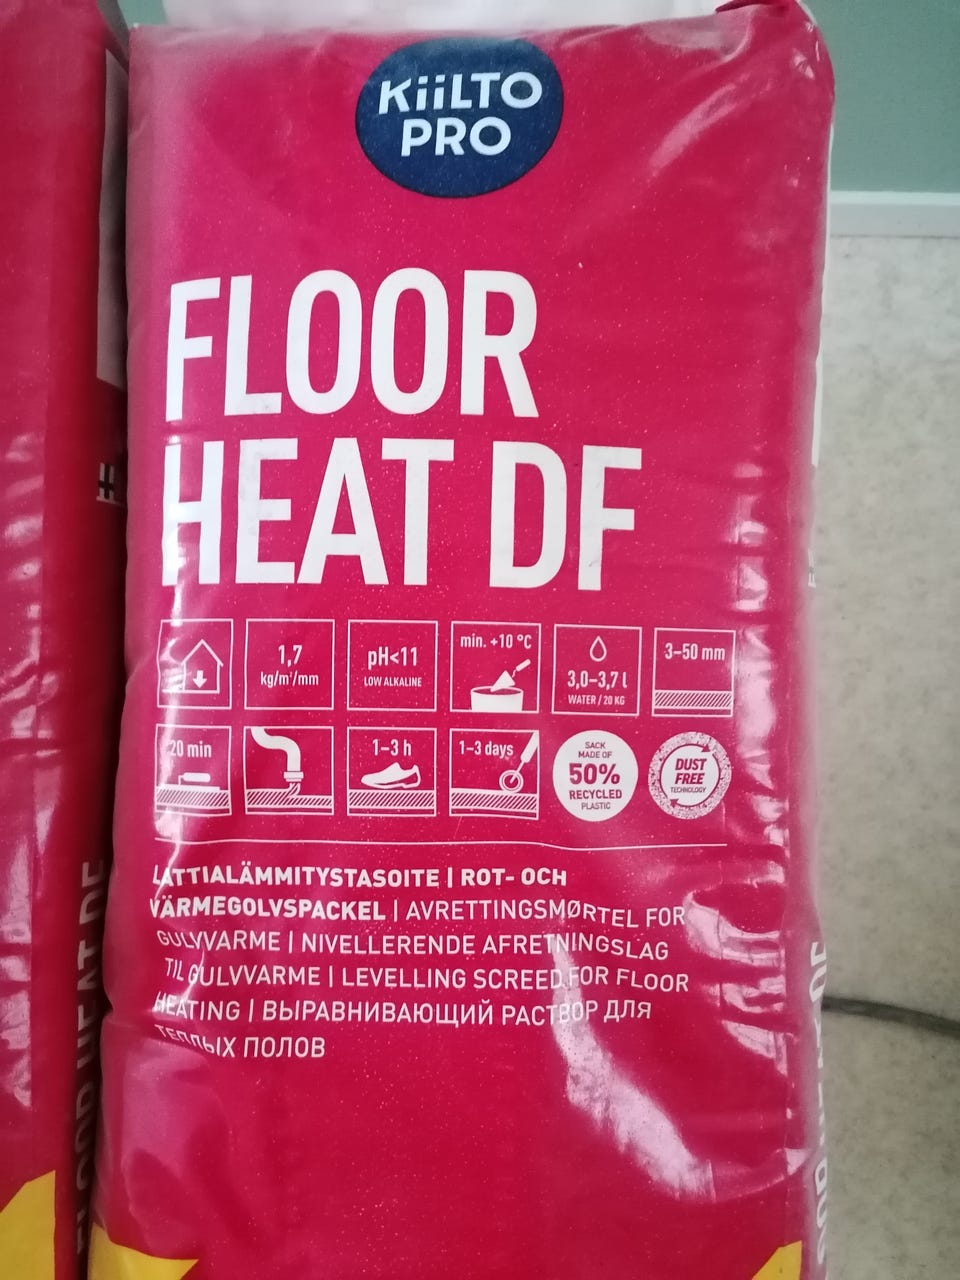 KiiLTO
PRO
FLOOR
HEAT DF
1,7
kg/m²/mm
pH<11
LOW ALKALINE
min. +10 °C
3,0–3,7 l
WATER / 20 KG
3–50 mm
20 min
1–3 h
1–3 days
SACK
MADE OF
50%
RECYCLED
PLASTIC
DUST
FREE
TECHNOLOGY
LATTIALÄMMITYSTASOITE | ROT- OCH
VÄRMEGOLVSPACKEL | AVRETTINGSMØRTEL FOR
GULVVARME | NIVELLERENDE AFRETNINGSLAG
TIL GULVVARME | LEVELLING SCREED FOR FLOOR
HEATING | ВЫРАВНИВАЮЩИЙ РАСТВОР ДЛЯ
ТЕПЛЫХ ПОЛОВ
FLOOR HEAT DF